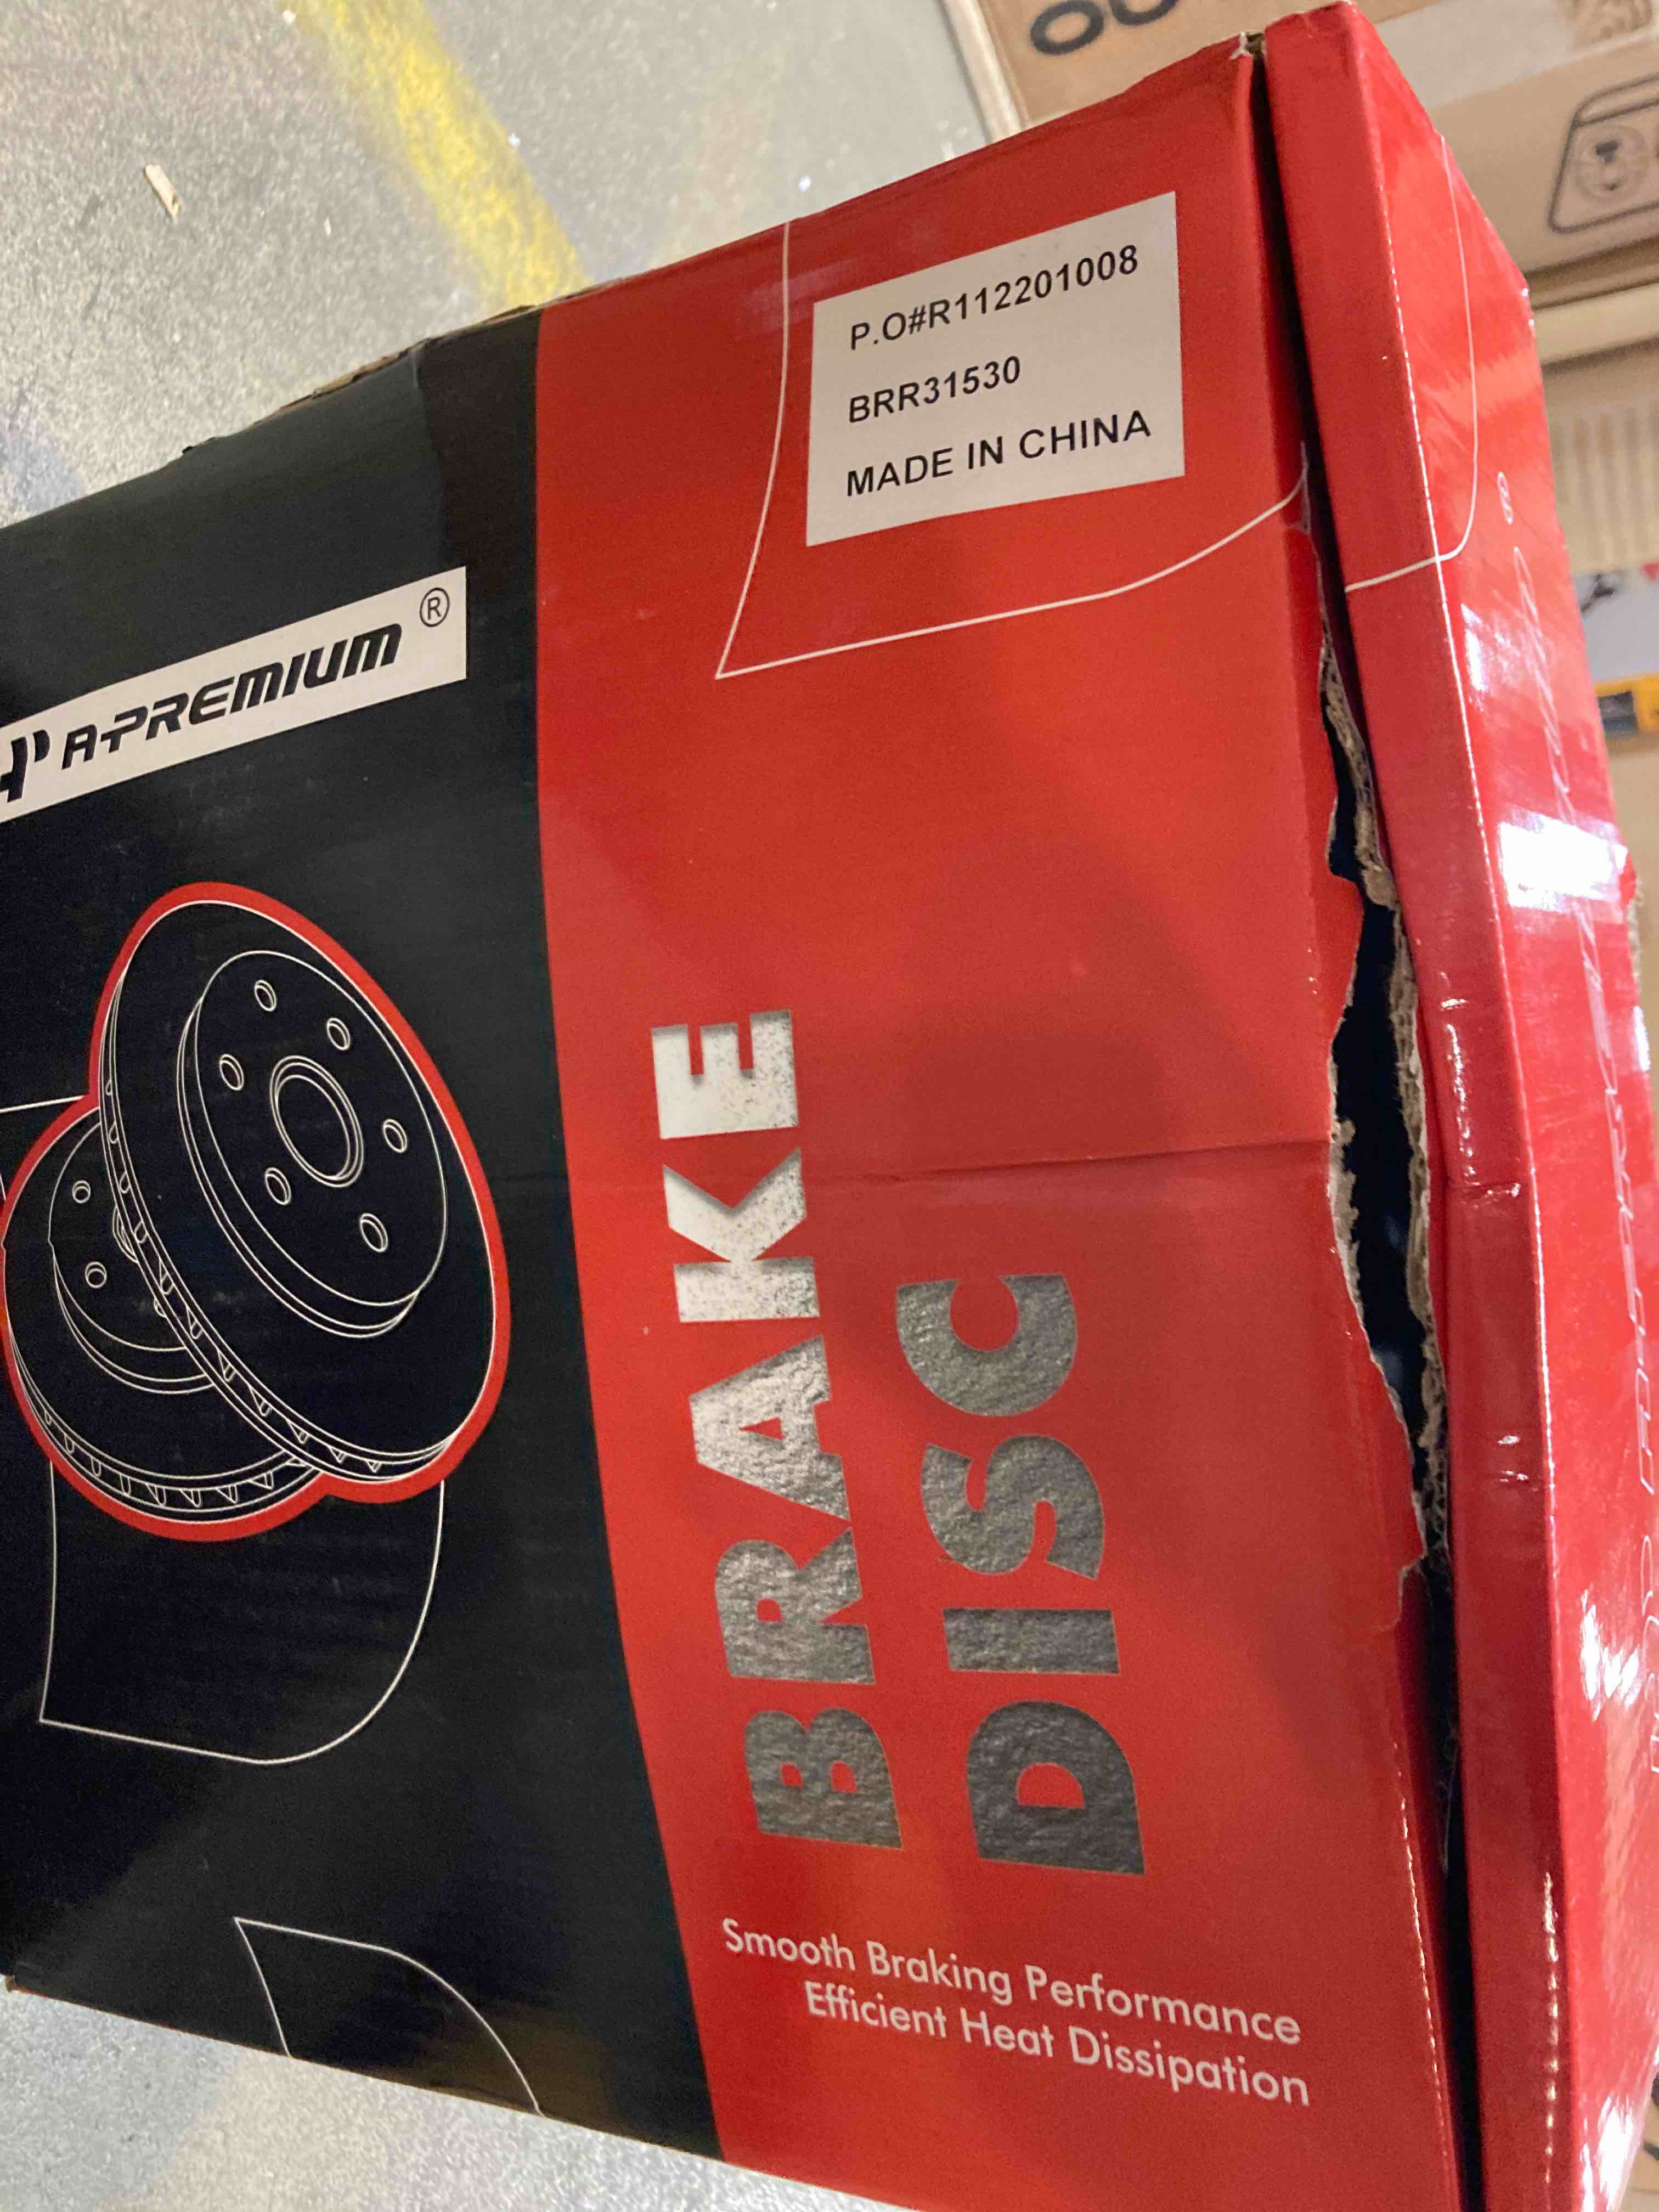 P.O#R112201008
BRR31530
MADE IN CHINA
A-PREMIUM ®
BRAKE
DISC
Smooth Braking Performance
Efficient Heat Dissipation